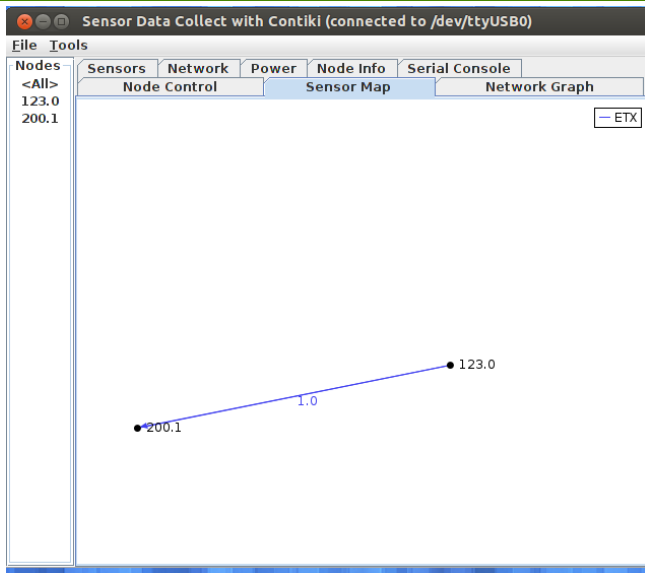 Sensor Data Collect with Contiki (connected to /dev/ttyUSB0)
File Tools
Nodes
<All>
123.0
200.1
Sensors Network Power Node Info Serial Console
Node Control Sensor Map Network Graph
ETX
123.0
1.0
200.1